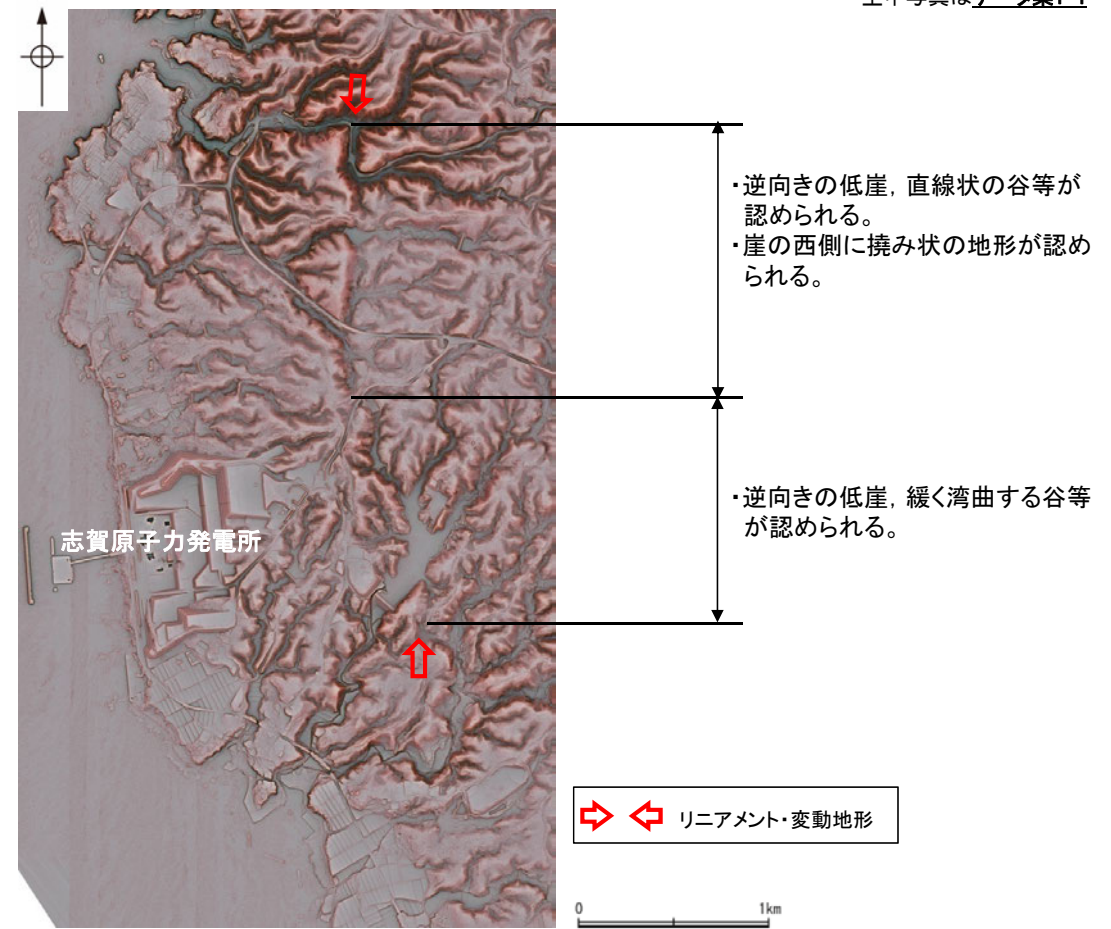 ・逆向きの低崖，直線状の谷等が
認められる。
・崖の西側に撓み状の地形が認め
られる。
・逆向きの低崖，緩く湾曲する谷等
が認められる。
志賀原子力発電所
リニアメント・変動地形
0 1km